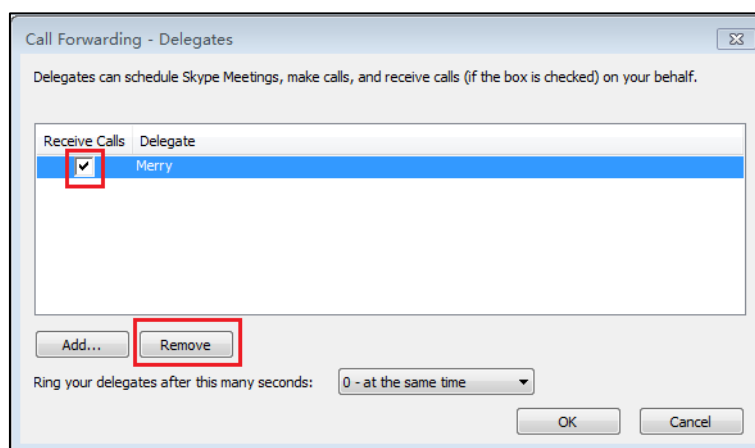 Call Forwarding - Delegates
Delegates can schedule Skype Meetings, make calls, and receive calls (if the box is checked) on your behalf.
Receive Calls Delegate
Merry
Add... Remove
Ring your delegates after this many seconds: 0 - at the same time
OK Cancel